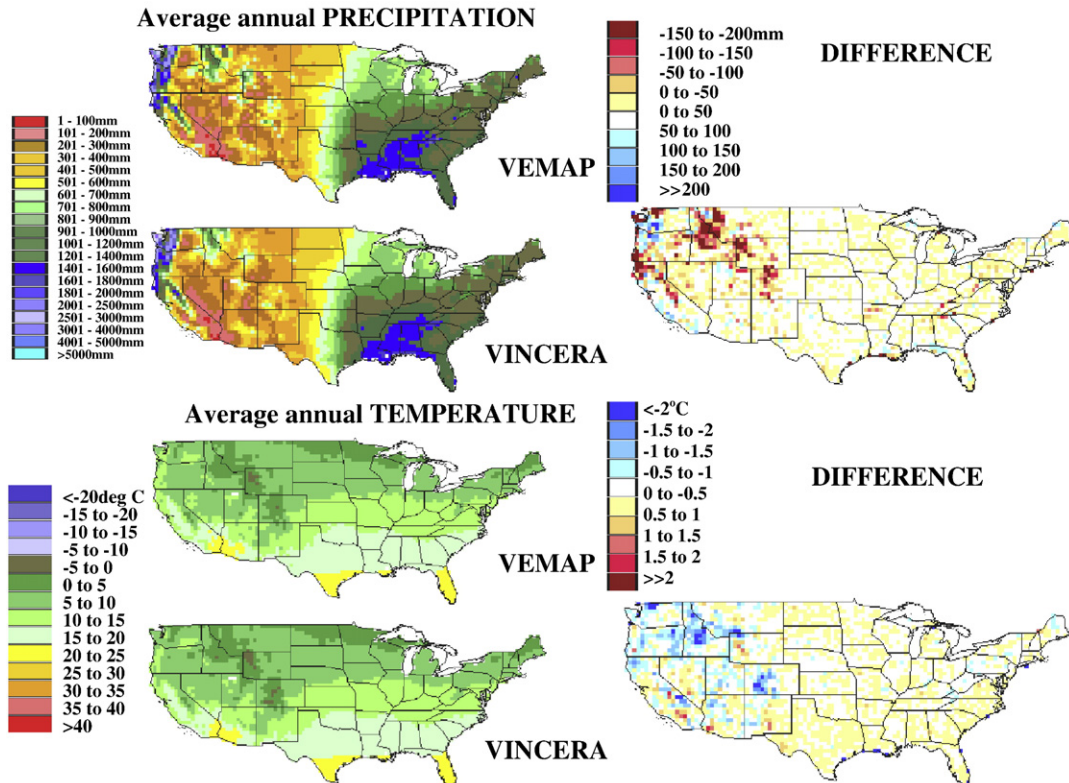 Average annual PRECIPITATION
1 - 100mm
101 - 200mm
201 - 300mm
301 - 400mm
401 - 500mm
501 - 600mm
601 - 700mm
701 - 800mm
801 - 900mm
901 - 1000mm
1001 - 1200mm
1201 - 1400mm
1401 - 1600mm
1601 - 1800mm
1801 - 2000mm
2001 - 2500mm
2501 - 3000mm
3001 - 4000mm
4001 - 5000mm
>5000mm
VEMAP
VINCERA
-150 to -200mm
-100 to -150
-50 to -100
0 to -50
0 to 50
50 to 100
100 to 150
150 to 200
>>200
DIFFERENCE
Average annual TEMPERATURE
<-20deg C
-15 to -20
-10 to -15
-5 to -10
-5 to 0
0 to 5
5 to 10
10 to 15
15 to 20
20 to 25
25 to 30
30 to 35
35 to 40
>40
VEMAP
VINCERA
<-2°C
-1.5 to -2
-1 to -1.5
-0.5 to -1
0 to -0.5
0.5 to 1
1 to 1.5
1.5 to 2
>>2
DIFFERENCE